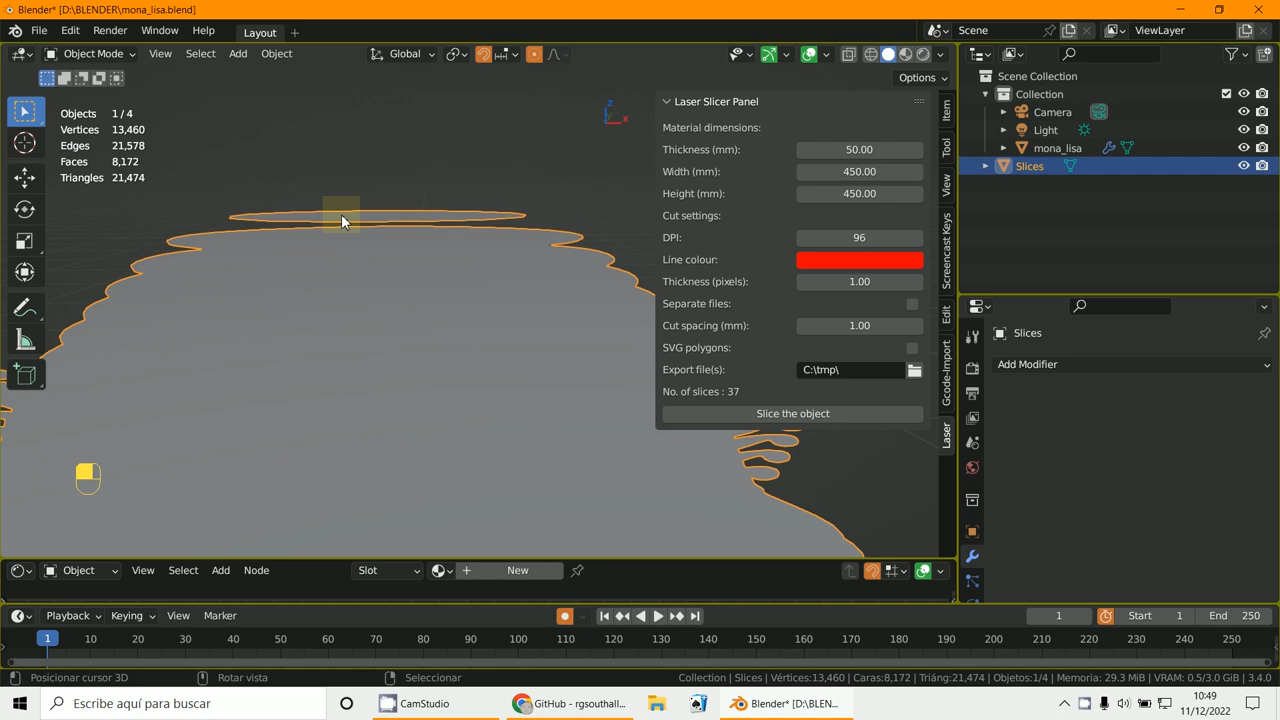 Blender* [D:\BLENDER\mona_lisa.blend]
File Edit Render Window Help Layout + Scene ViewLayer
Object Mode View Select Add Object Global
Options
Objects 1 / 4
Vertices 13,460
Edges 21,578
Faces 8,172
Triangles 21,474
Z
Y
X
Laser Slicer Panel
Material dimensions:
Thickness (mm): 50.00
Width (mm): 450.00
Height (mm): 450.00
Cut settings:
DPI: 96
Line colour:
Thickness (pixels): 1.00
Separate files:
Cut spacing (mm): 1.00
SVG polygons:
Export file(s): C:\tmp\
No. of slices : 37
Slice the object
Item
Tool
View
Screencast Keys
Edit
Gcode-Import
Laser
Scene Collection
Collection
Camera
Light
mona_lisa
Slices
Slices
Add Modifier
Object View Select Add Node Slot + New
Playback Keying View Marker 1 Start 1 End 250
1 10 20 30 40 50 60 70 80 90 100 110 120 130 140 150 160 170 180 190 200 210 220 230 240 250
Posicionar cursor 3D Rotar vista Seleccionar Collection | Slices | Vértices:13,460 | Caras:8,172 | Triáng:21,474 | Objetos:1/4 | Memoria: 29.3 MiB | VRAM: 0.5/3.0 GiB | 3.4.0
Escribe aquí para buscar CamStudio GitHub - rgsouthall... Blender* [D:\BLEN... 10:49
11/12/2022